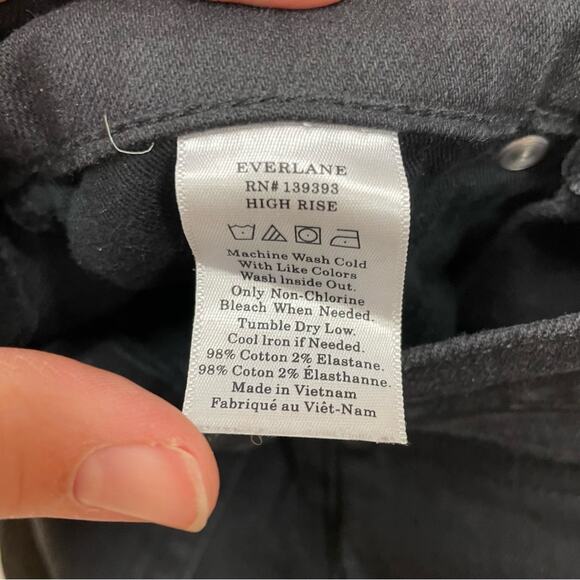 EVERLANE
RN# 139393
HIGH RISE
Machine Wash Cold
With Like Colors
Wash Inside Out.
Only Non-Chlorine
Bleach When Needed.
Tumble Dry Low.
Cool Iron if Needed.
98% Cotton 2% Elastane.
98% Coton 2% Élasthanne.
Made in Vietnam
Fabriqué au Viêt-Nam